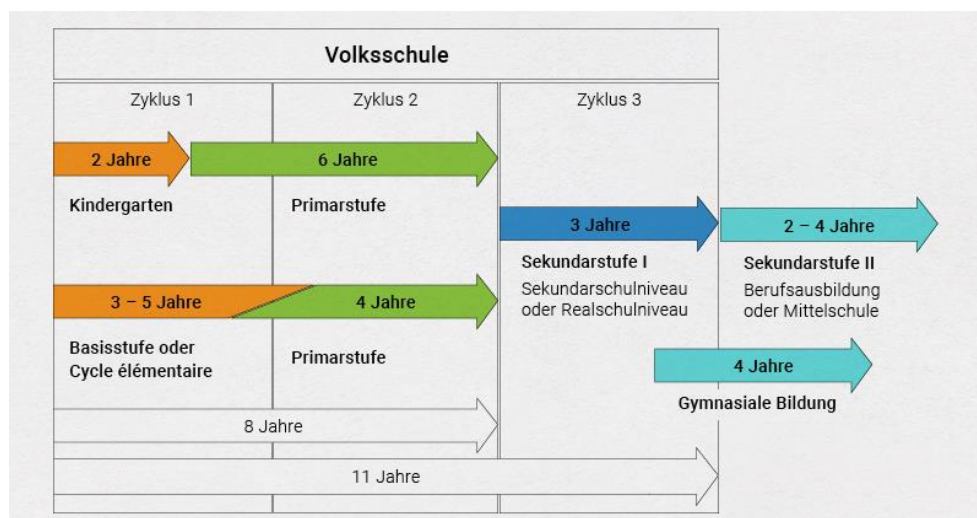 Volksschule
Zyklus 1
Zyklus 2
Zyklus 3
2 Jahre
6 Jahre
Kindergarten
Primarstufe
3 Jahre
2 – 4 Jahre
Sekundarstufe I
Sekundarschulniveau
oder Realschulniveau
Sekundarstufe II
Berufsausbildung
oder Mittelschule
3 – 5 Jahre
4 Jahre
Basisstufe oder
Cycle élémentaire
Primarstufe
4 Jahre
Gymnasiale Bildung
8 Jahre
11 Jahre